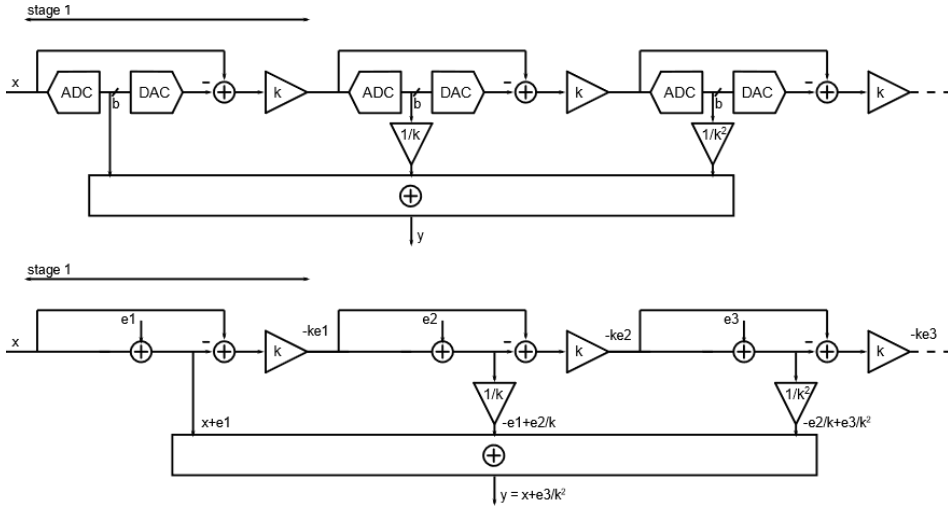 stage 1
x ADC b DAC - k ADC b DAC - k ADC b DAC - k
1/k 1/k²
y
stage 1
e1 -ke1 e2 -ke2 e3 -ke3
x - k - k - k
1/k 1/k²
x+e1 -e1+e2/k -e2/k+e3/k²
y = x+e3/k²